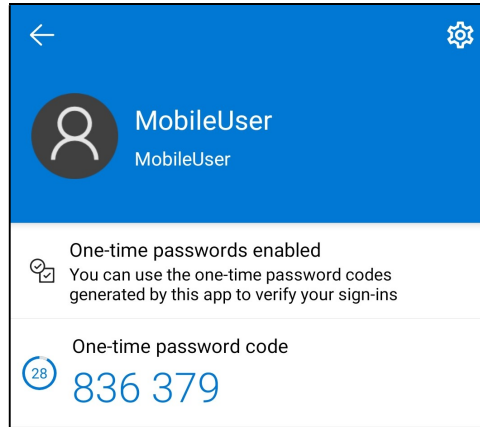 MobileUser
MobileUser
One-time passwords enabled
You can use the one-time password codes
generated by this app to verify your sign-ins
One-time password code
28
836 379